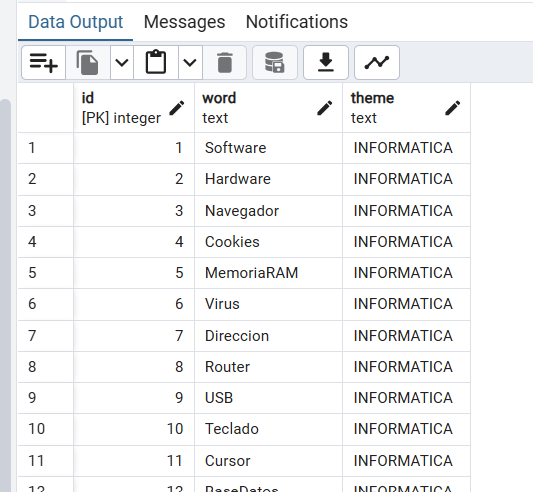 Data Output Messages Notifications
id word theme
[PK] integer text text
1 1 Software INFORMATICA
2 2 Hardware INFORMATICA
3 3 Navegador INFORMATICA
4 4 Cookies INFORMATICA
5 5 MemoriaRAM INFORMATICA
6 6 Virus INFORMATICA
7 7 Direccion INFORMATICA
8 8 Router INFORMATICA
9 9 USB INFORMATICA
10 10 Teclado INFORMATICA
11 11 Cursor INFORMATICA
12 12 BaseDatos INFORMATICA